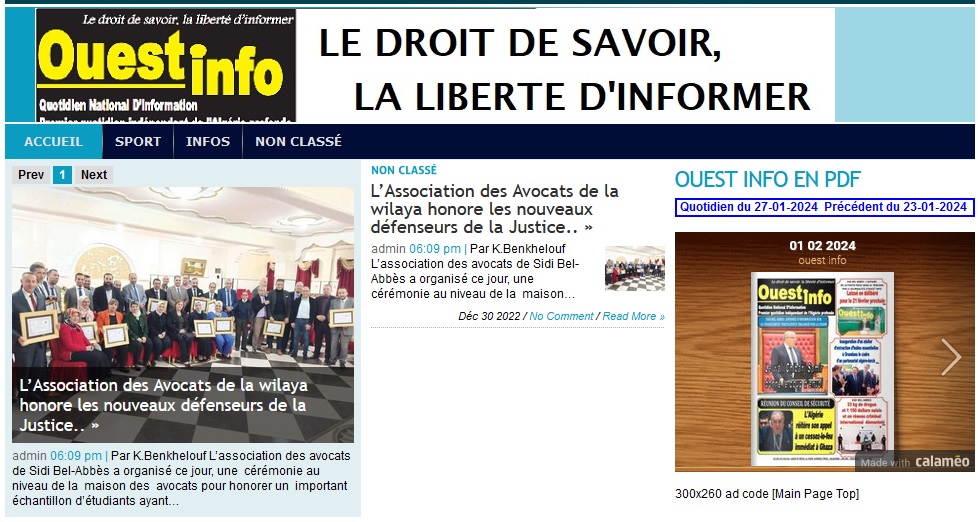 Le droit de savoir, la liberté d'informer
Ouest info
Quotidien National D'Information
LE DROIT DE SAVOIR,
LA LIBERTE D'INFORMER
ACCUEIL SPORT INFOS NON CLASSÉ
Prev 1 Next
L’Association des Avocats de la wilaya
honore les nouveaux défenseurs de la
Justice.. »
admin 06:09 pm | Par K.Benkhelouf L’association des avocats
de Sidi Bel-Abbès a organisé ce jour, une cérémonie au
niveau de la maison des avocats pour honorer un important
échantillon d’étudiants ayant…
NON CLASSÉ
L’Association des Avocats de la
wilaya honore les nouveaux
défenseurs de la Justice.. »
admin 06:09 pm | Par K.Benkhelouf
L’association des avocats de Sidi Bel-
Abbès a organisé ce jour, une
cérémonie au niveau de la maison…
Déc 30 2022 / No Comment / Read More »
OUEST INFO EN PDF
Quotidien du 27-01-2024 Précédent du 23-01-2024
01 02 2024
ouest info
Ouest info
RÉUNION DU CONSEIL DE SÉCURITÉ
L'Algérie
réitère son appel
à un cessez-le-feu
immédiat à Ghaza
Made with calaméo
300x260 ad code [Main Page Top]